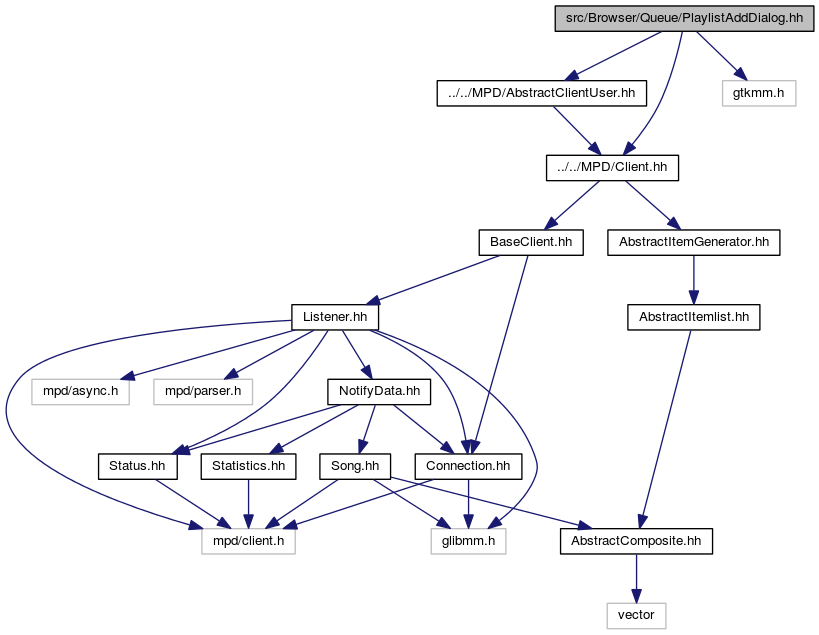 src/Browser/Queue/PlaylistAddDialog.hh
../../MPD/AbstractClientUser.hh
gtkmm.h
../../MPD/Client.hh
BaseClient.hh
AbstractItemGenerator.hh
Listener.hh
AbstractItemlist.hh
mpd/async.h
mpd/parser.h
NotifyData.hh
Status.hh
Statistics.hh
Song.hh
Connection.hh
mpd/client.h
glibmm.h
AbstractComposite.hh
vector